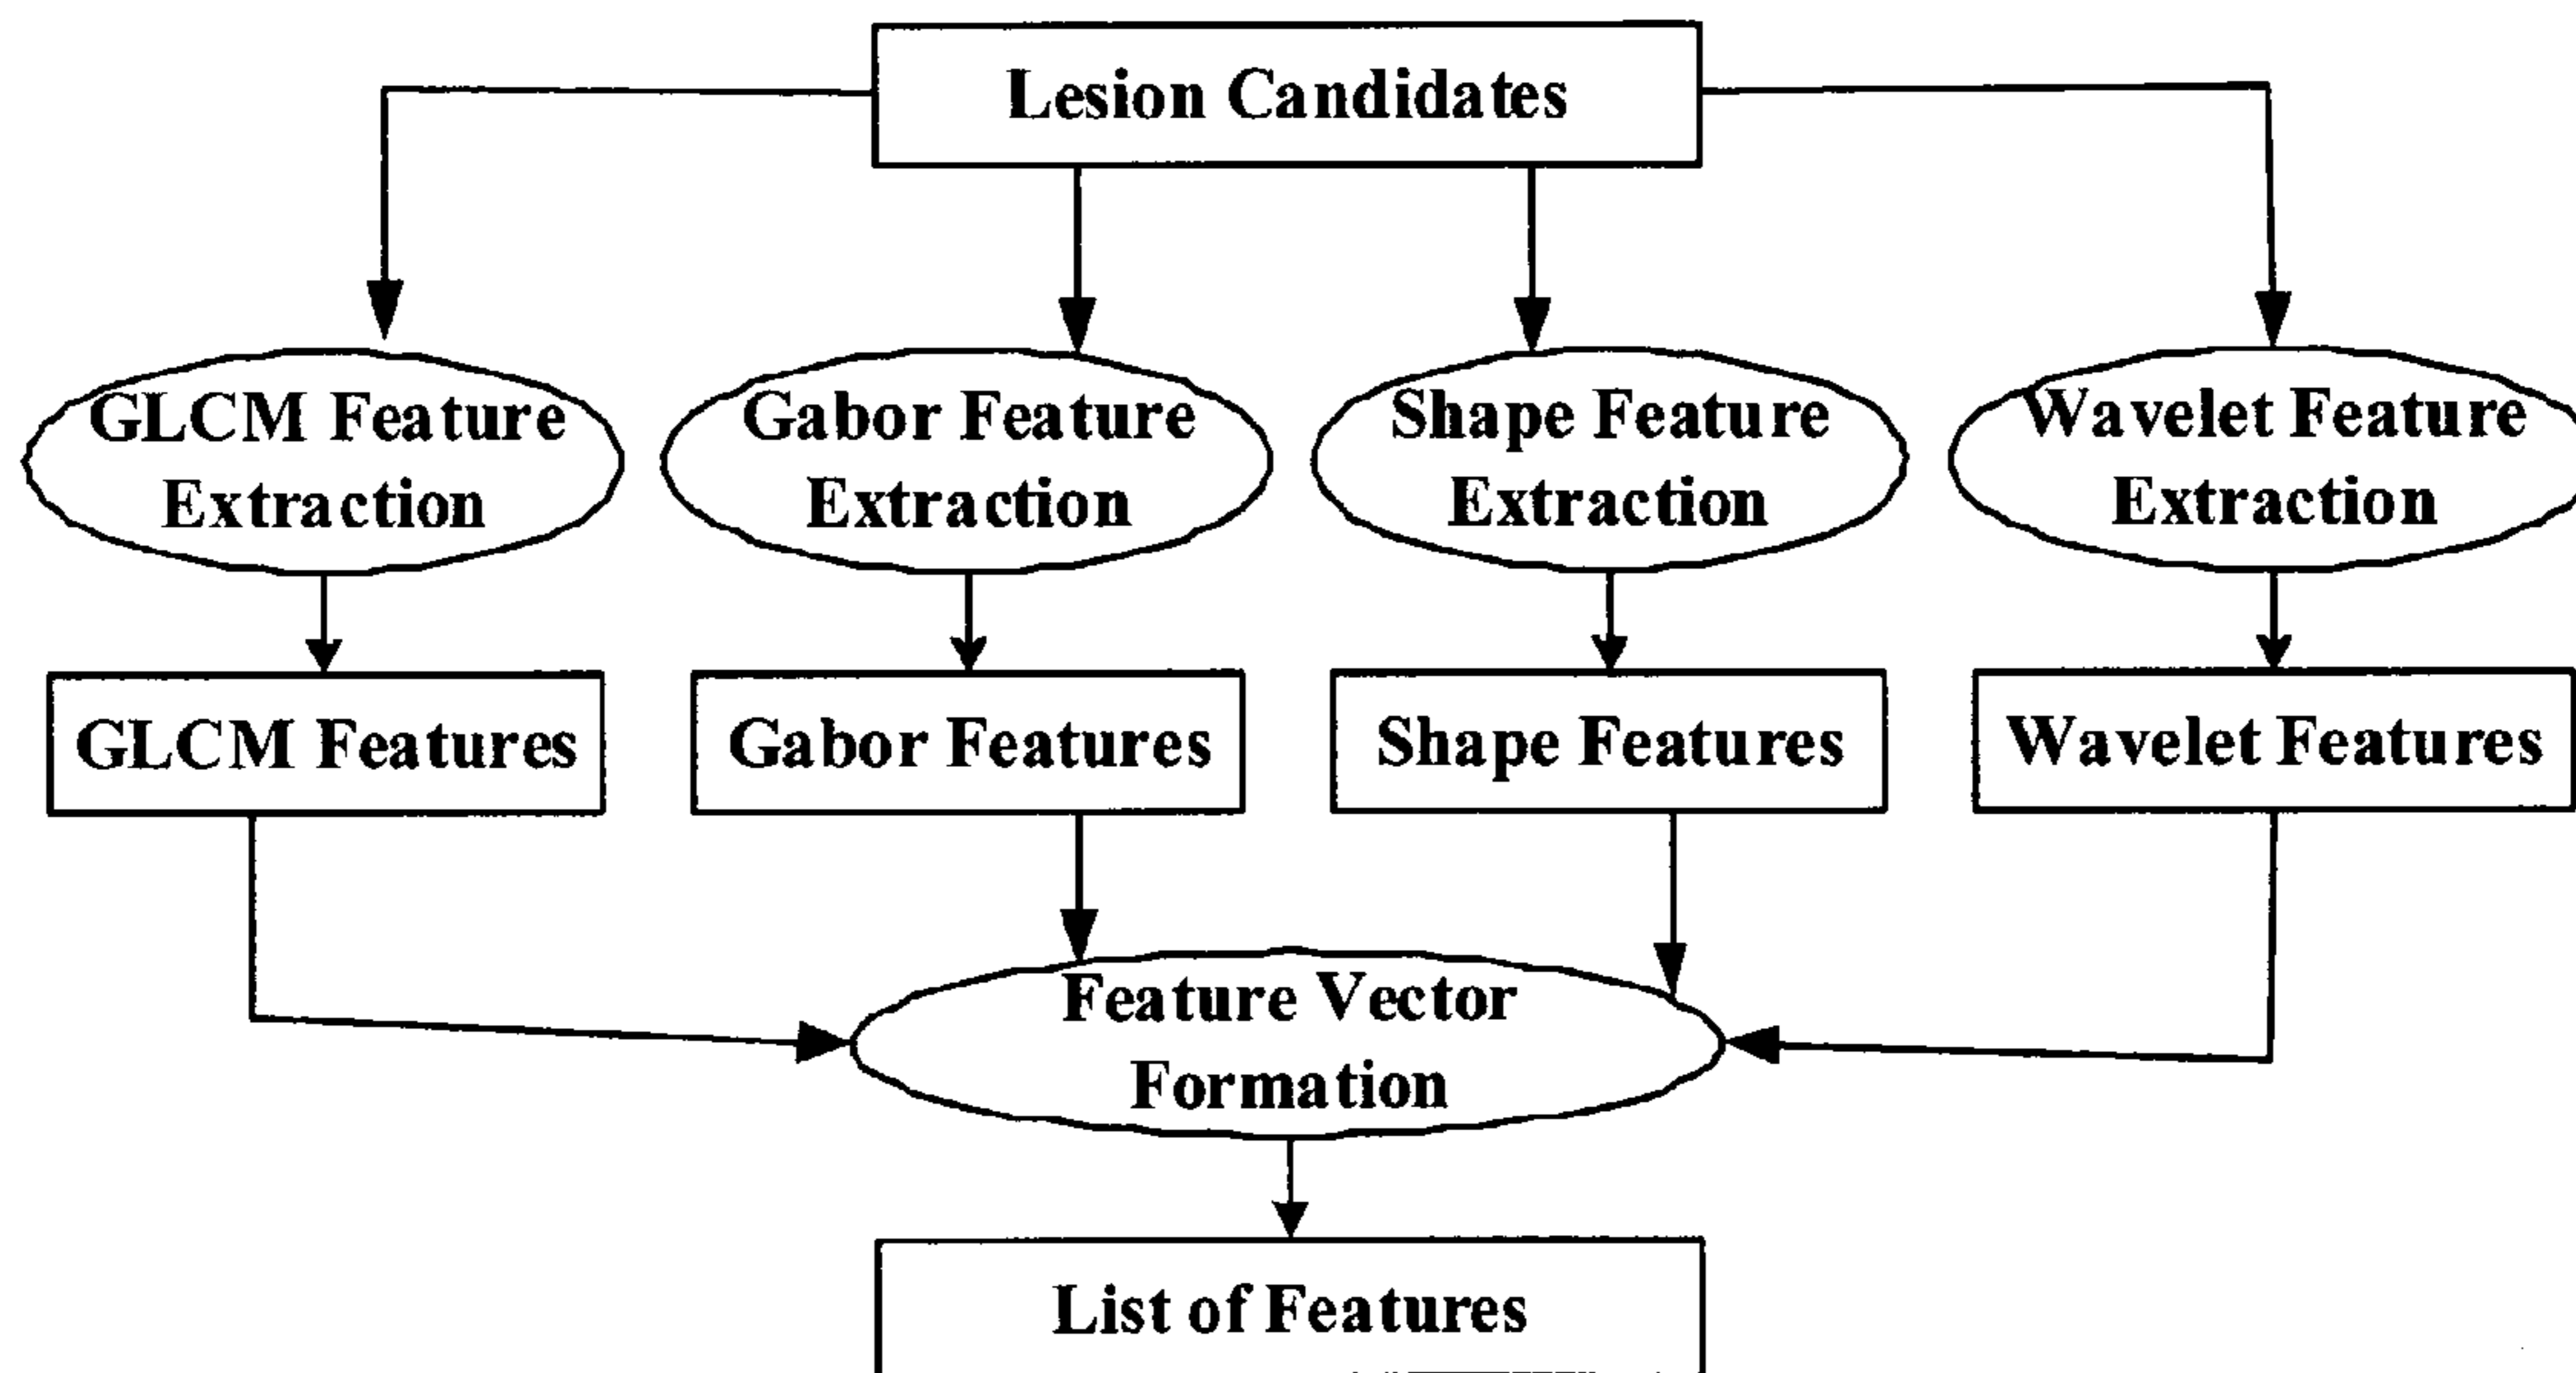 Lesion Candidates
GLCM Feature
Extraction
Gabor Feature
Extraction
Shape Feature
Extraction
Wavelet Feature
Extraction
GLCM Features
Gabor Features
Shape Features
Wavelet Features
Feature Vector
Formation
List of Features